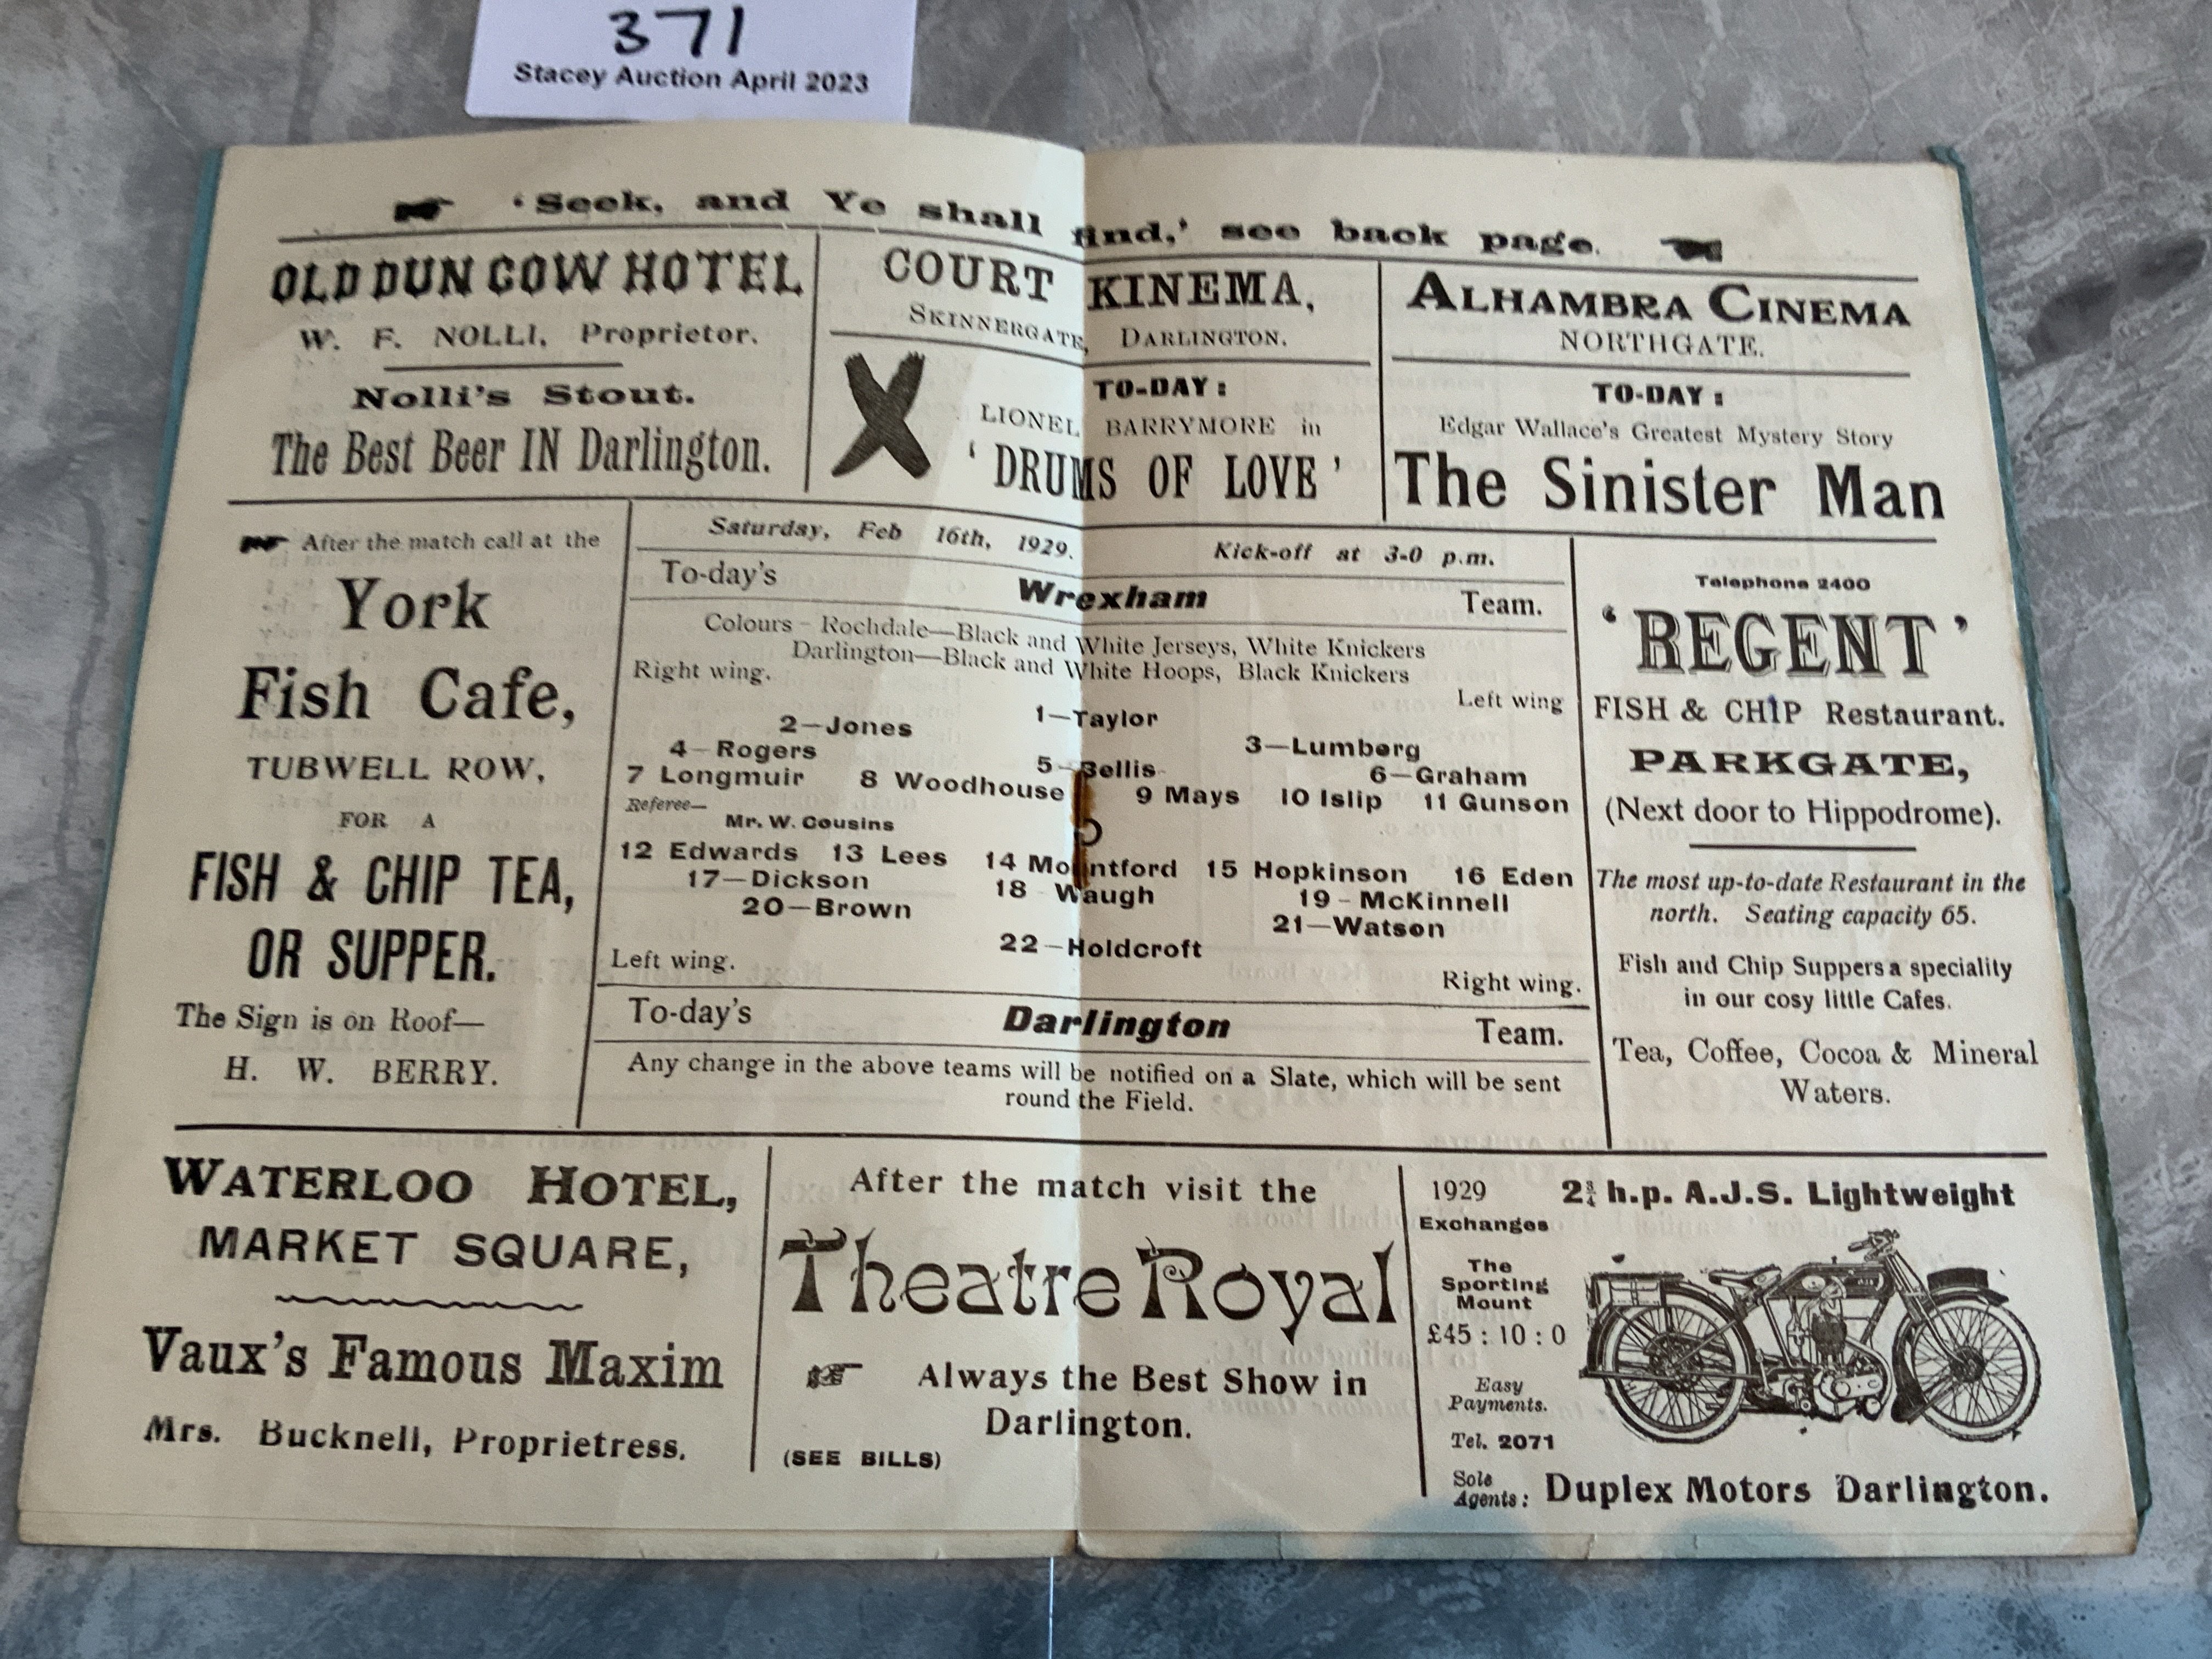 371
Stacey Auction April 2023
'Seek, and Ye shall find,' see back page.
OLD DUN COW HOTEL
W. F. NOLLI, Proprietor.
Nolli's Stout.
The Best Beer IN Darlington.
COURT KINEMA,
SKINNERGATE, DARLINGTON.
X
TO-DAY:
LIONEL BARRYMORE in
'DRUMS OF LOVE'
ALHAMBRA CINEMA
NORTHGATE.
TO-DAY:
Edgar Wallace's Greatest Mystery Story
The Sinister Man
After the match call at the
York
Fish Cafe,
TUBWELL ROW,
FOR A
FISH & CHIP TEA,
OR SUPPER.
The Sign is on Roof—
H. W. BERRY.
Saturday, Feb 16th, 1929. Kick-off at 3-0 p.m.
To-day's Wrexham Team.
Colours - Rochdale—Black and White Jerseys, White Knickers
Darlington—Black and White Hoops, Black Knickers
Right wing. Left wing
1—Taylor
2—Jones 3—Lumberg
4—Rogers 5—Bellis 6—Graham
7 Longmuir 8 Woodhouse 9 Mays 10 Islip 11 Gunson
Referee—
Mr. W. Cousins
12 Edwards 13 Lees 14 Mountford 15 Hopkinson 16 Eden
17—Dickson 18-Waugh 19-McKinnell
20—Brown 21—Watson
22—Holdcroft
Left wing. Right wing.
To-day's Darlington Team.
Any change in the above teams will be notified on a Slate, which will be sent
round the Field.
Telephone 2400
'REGENT'
FISH & CHIP Restaurant.
PARKGATE,
(Next door to Hippodrome).
The most up-to-date Restaurant in the
north. Seating capacity 65.
Fish and Chip Suppers a speciality
in our cosy little Cafes.
Tea, Coffee, Cocoa & Mineral
Waters.
WATERLOO HOTEL,
MARKET SQUARE,
Vaux's Famous Maxim
Mrs. Bucknell, Proprietress.
After the match visit the
Theatre Royal
Always the Best Show in
Darlington.
(SEE BILLS)
1929 2¾ h.p. A.J.S. Lightweight
Exchanges
The
Sporting
Mount
£45 : 10 : 0
Easy
Payments.
Tel. 2071
Sole
Agents: Duplex Motors Darlington.